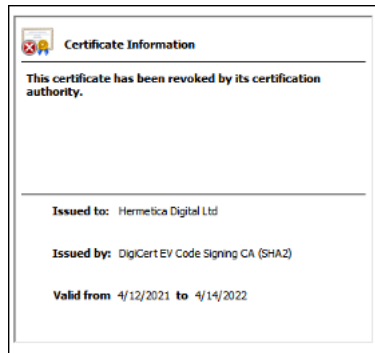 Certificate Information
This certificate has been revoked by its certification
authority.
Issued to: Hermetica Digital Ltd
Issued by: DigiCert EV Code Signing CA (SHA2)
Valid from 4/12/2021 to 4/14/2022